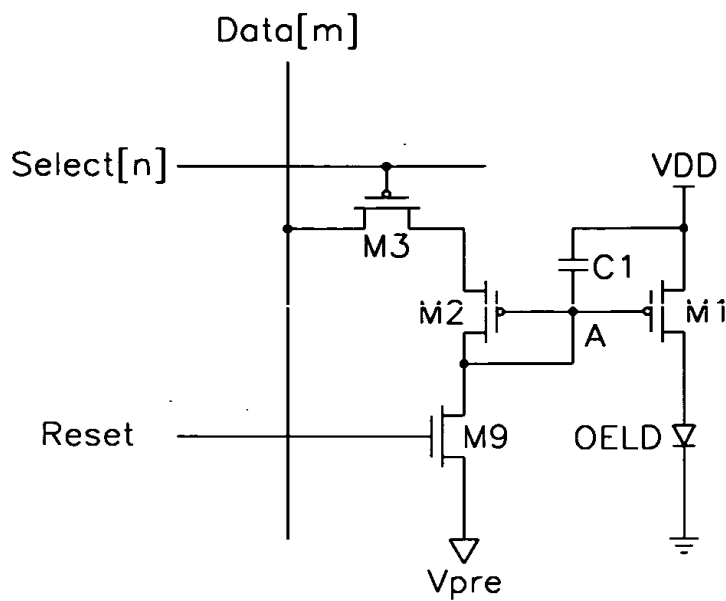 Data[m]
Select[n]
VDD
M3
C1
M2
A
M1
Reset
M9
OELD
Vpre